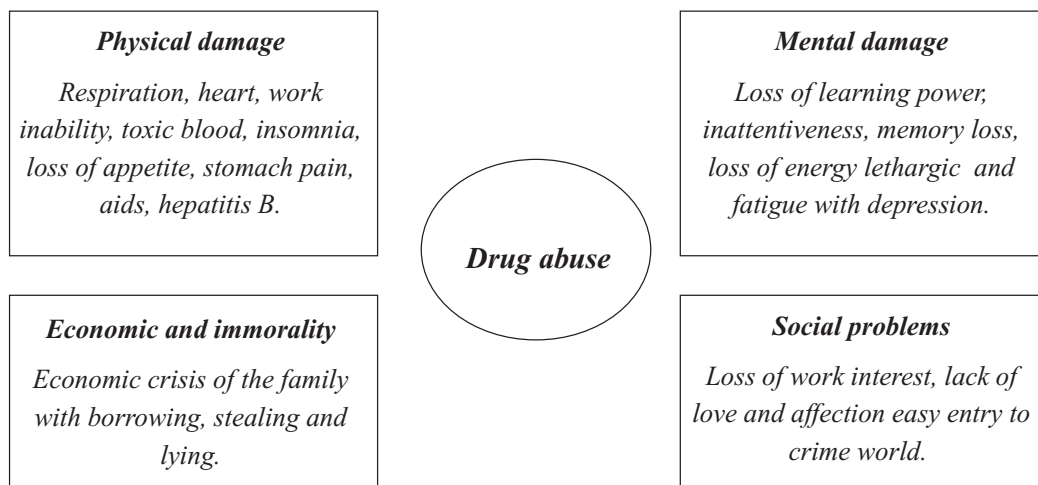 Physical damage
Respiration, heart, work
inability, toxic blood, insomnia,
loss of appetite, stomach pain,
aids, hepatitis B.
Mental damage
Loss of learning power,
inattentiveness, memory loss,
loss of energy lethargic and
fatigue with depression.
Drug abuse
Economic and immorality
Economic crisis of the family
with borrowing, stealing and
lying.
Social problems
Loss of work interest, lack of
love and affection easy entry to
crime world.